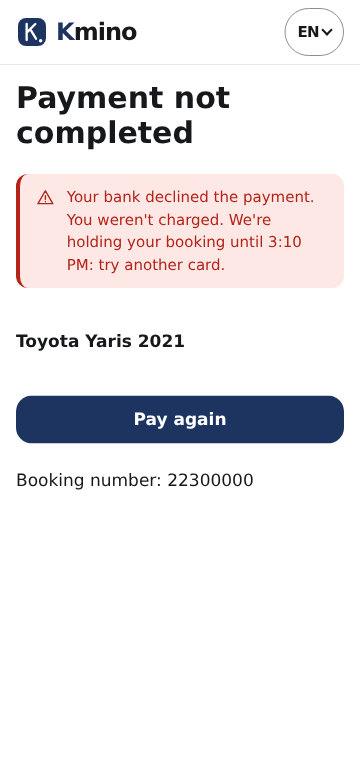 K. Kmino
EN
Payment not
completed
Your bank declined the payment.
You weren't charged. We're
holding your booking until 3:10
PM: try another card.
Toyota Yaris 2021
Pay again
Booking number: 22300000